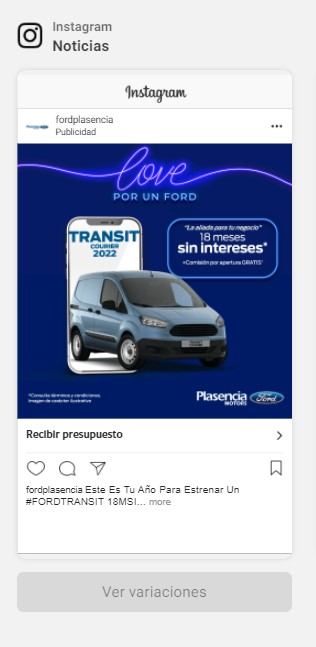 Instagram
Noticias
Instagram
fordplasencia
Publicidad
love
POR UN FORD
TRANSIT
COURIER
2022
"La aliada para tu negocio"
18 meses
sin intereses*
+Comisión por apertura GRATIS*
*Consulta términos y condiciones.
Imagen de carácter ilustrativo
Plasencia
MOTORS
Ford
Recibir presupuesto
fordplasencia Este Es Tu Año Para Estrenar Un
#FORDTRANSIT 18MSI... more
Ver variaciones